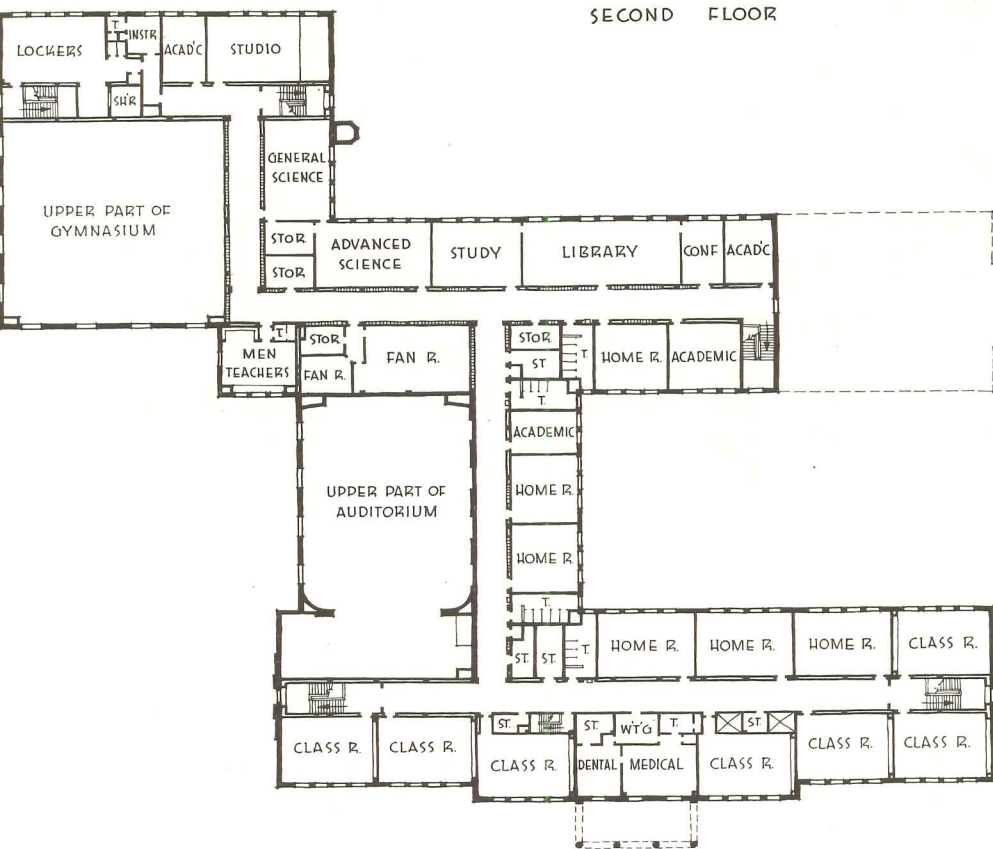 SECOND FLOOR
LOCKERS
T.
INSTR
ACAD'C
STUDIO
SH'R
GENERAL
SCIENCE
UPPER PART OF
GYMNASIUM
STOR.
STOR.
ADVANCED
SCIENCE
STUDY
LIBRARY
CONF
ACAD'C
MEN
TEACHERS
T.
STOR.
FAN R.
FAN R.
STOR.
ST.
T.
HOME R.
ACADEMIC
T.
ACADEMIC
HOME R.
HOME R.
UPPER PART OF
AUDITORIUM
T.
ST.
ST.
T.
HOME R.
HOME R.
HOME R.
CLASS R.
CLASS R.
CLASS R.
ST.
CLASS R.
ST.
W'T'G
T.
DENTAL
MEDICAL
ST.
CLASS R.
CLASS R.
CLASS R.